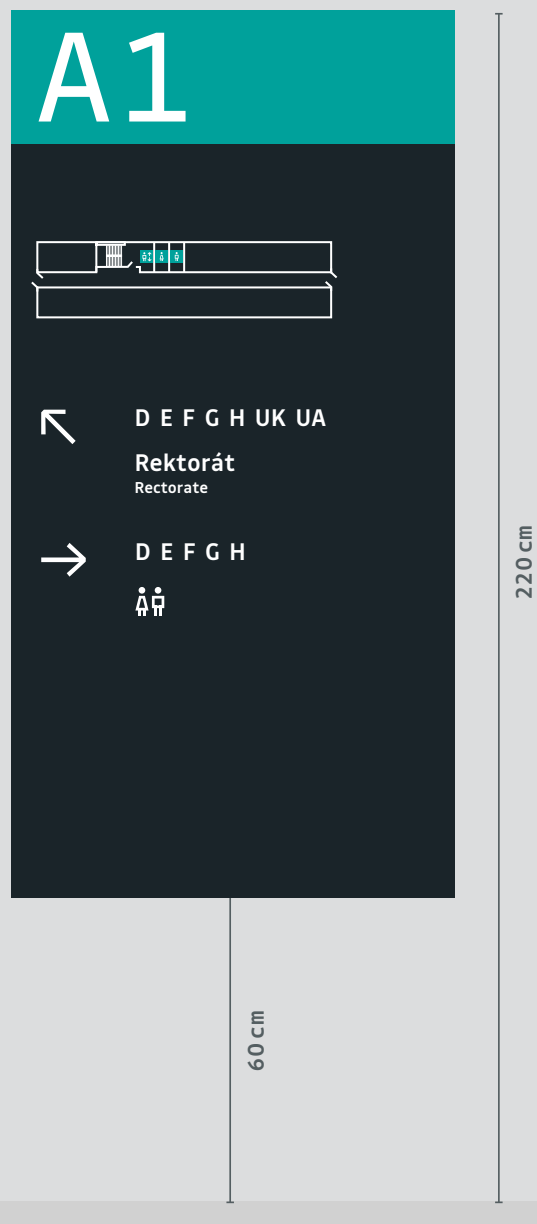 A1
D E F G H UK UA
Rektorát
Rectorate
D E F G H
220 cm
60 cm